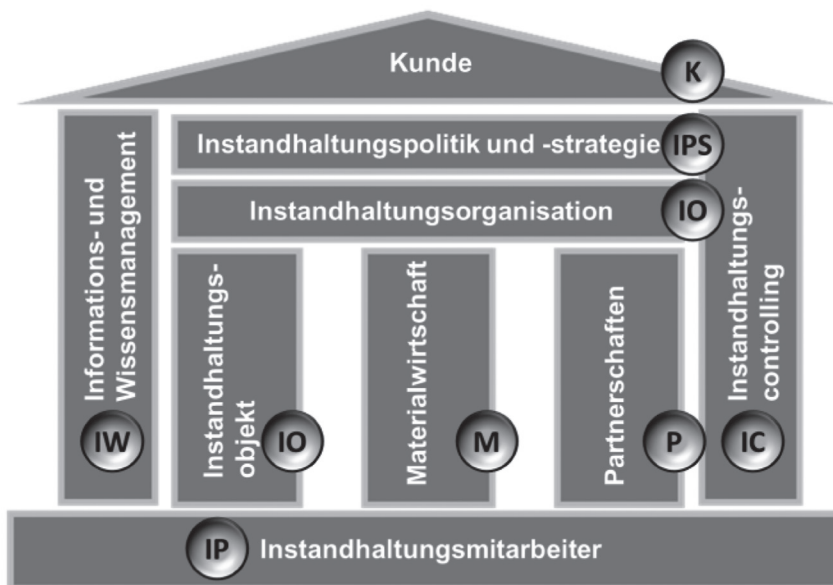 Kunde
K
Instandhaltungspolitik und -strategie
IPS
Instandhaltungsorganisation
IO
Informations- und
Wissensmanagement
IW
Instandhaltungs-
objekt
IO
Materialwirtschaft
M
Partnerschaften
P
Instandhaltungs-
controlling
IC
IP
Instandhaltungsmitarbeiter